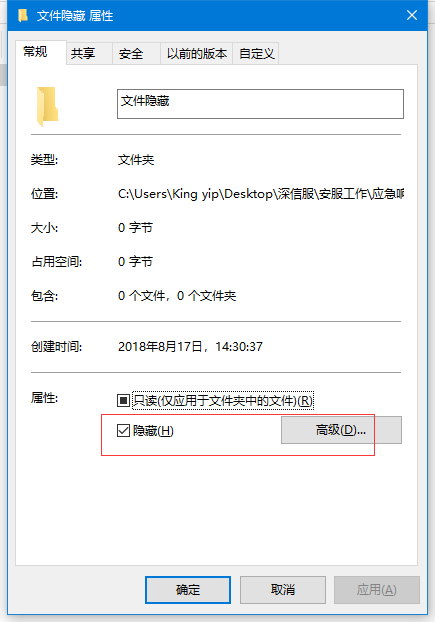 文件隐藏 属性
常规 共享 安全 以前的版本 自定义
文件隐藏
类型: 文件夹
位置: C:\Users\King yip\Desktop\深信服\安服工作\应急
大小: 0 字节
占用空间: 0 字节
包含: 0 个文件，0 个文件夹
创建时间: 2018年8月17日，14:30:37
属性: 只读(仅应用于文件夹中的文件)(R)
隐藏(H) 高级(D)...
确定 取消 应用(A)